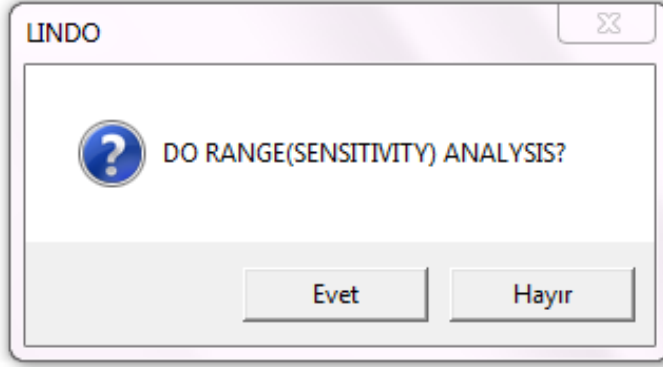 LINDO
DO RANGE(SENSITIVITY) ANALYSIS?
Evet
Hayır